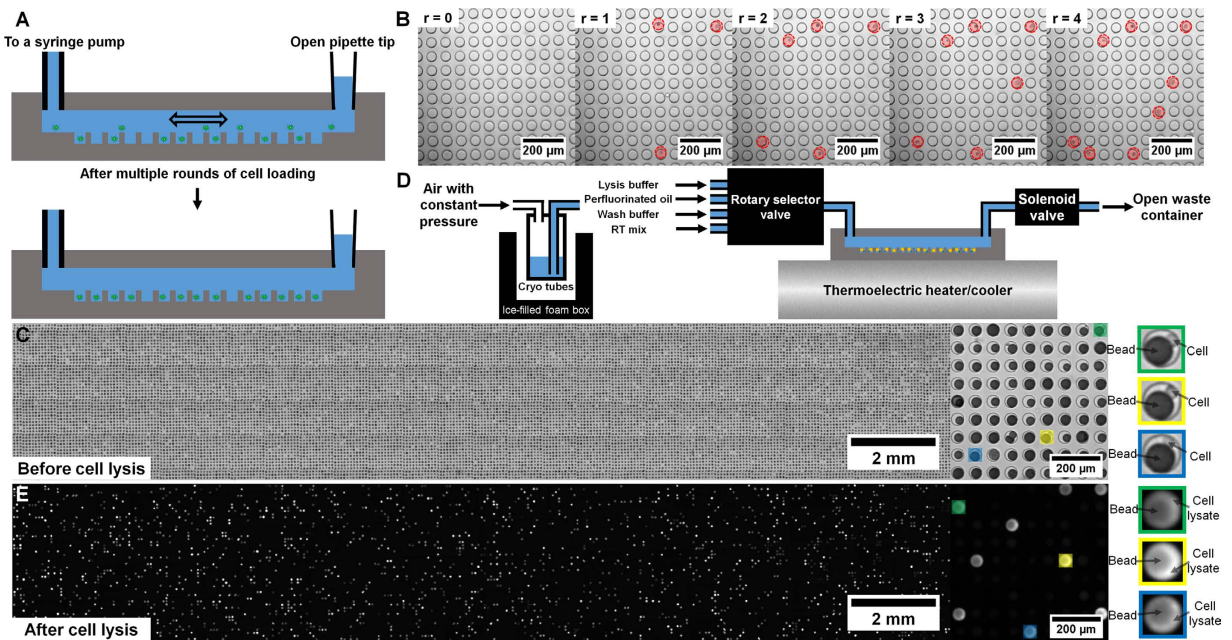 A
To a syringe pump
Open pipette tip
After multiple rounds of cell loading
B
r = 0
r = 1
r = 2
r = 3
r = 4
200 µm
200 µm
200 µm
200 µm
200 µm
D
Air with
constant
pressure
Cryo tubes
Ice-filled foam box
Lysis buffer
Perfluorinated oil
Wash buffer
RT mix
Rotary selector
valve
Solenoid
valve
Open waste
container
Thermoelectric heater/cooler
C
Before cell lysis
2 mm
200 µm
Bead
Cell
Bead
Cell
Bead
Cell
E
After cell lysis
2 mm
200 µm
Bead
Cell
lysate
Bead
Cell
lysate
Bead
Cell
lysate